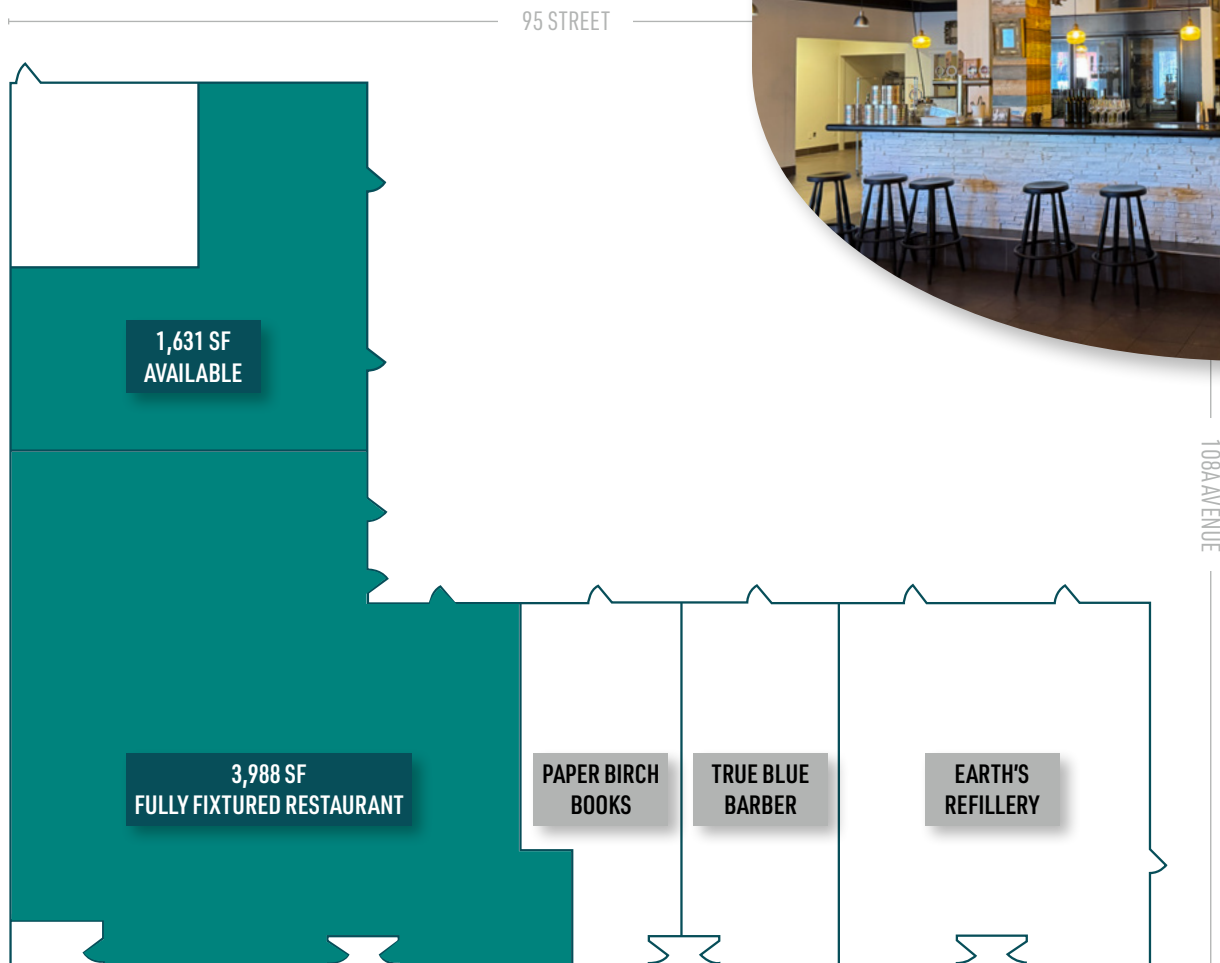 95 STREET
1,631 SF
AVAILABLE
108A AVENUE
3,988 SF
FULLY FIXTURED RESTAURANT
PAPER BIRCH
BOOKS
TRUE BLUE
BARBER
EARTH'S
REFILLERY